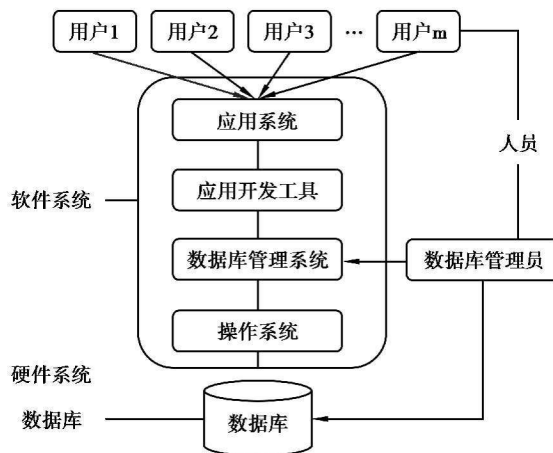 用户1
用户2
用户3
…
用户m
应用系统
人员
应用开发工具
软件系统
数据库管理系统
数据库管理员
操作系统
硬件系统
数据库
数据库